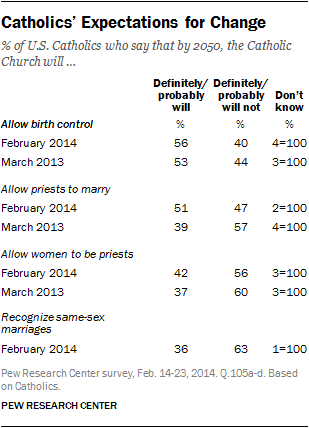 Catholics’ Expectations for Change
% of U.S. Catholics who say that by 2050, the Catholic
Church will ...
Definitely/ Definitely/
probably probably Don’t
will will not know
Allow birth control % % %
February 2014 56 40 4=100
March 2013 53 44 3=100
Allow priests to marry
February 2014 51 47 2=100
March 2013 39 57 4=100
Allow women to be priests
February 2014 42 56 3=100
March 2013 37 60 3=100
Recognize same-sex
marriages
February 2014 36 63 1=100
Pew Research Center survey, Feb. 14-23, 2014. Q.105a-d. Based
on Catholics.
PEW RESEARCH CENTER